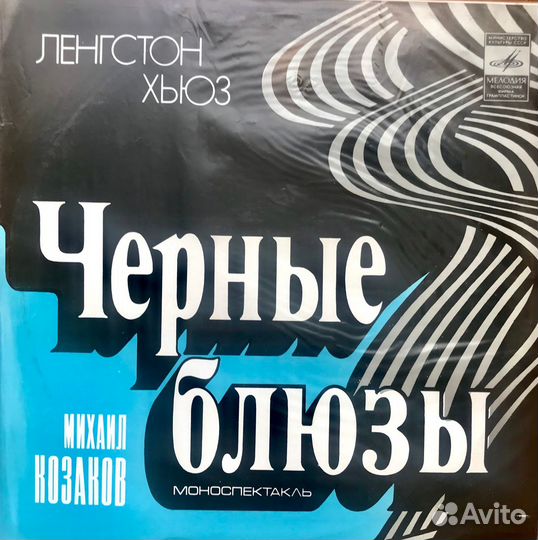 ЛЕНГСТОН
ХЬЮЗ
МИНИСТЕРСТВО
КУЛЬТУРЫ СССР
МЕЛОДИЯ
ВСЕСОЮЗНАЯ
ФИРМА
ГРАМПЛАСТИНОК
Черные
блюзы
МИХАИЛ
КОЗАКОВ
МОНОСПЕКТАКЛЬ
Avito